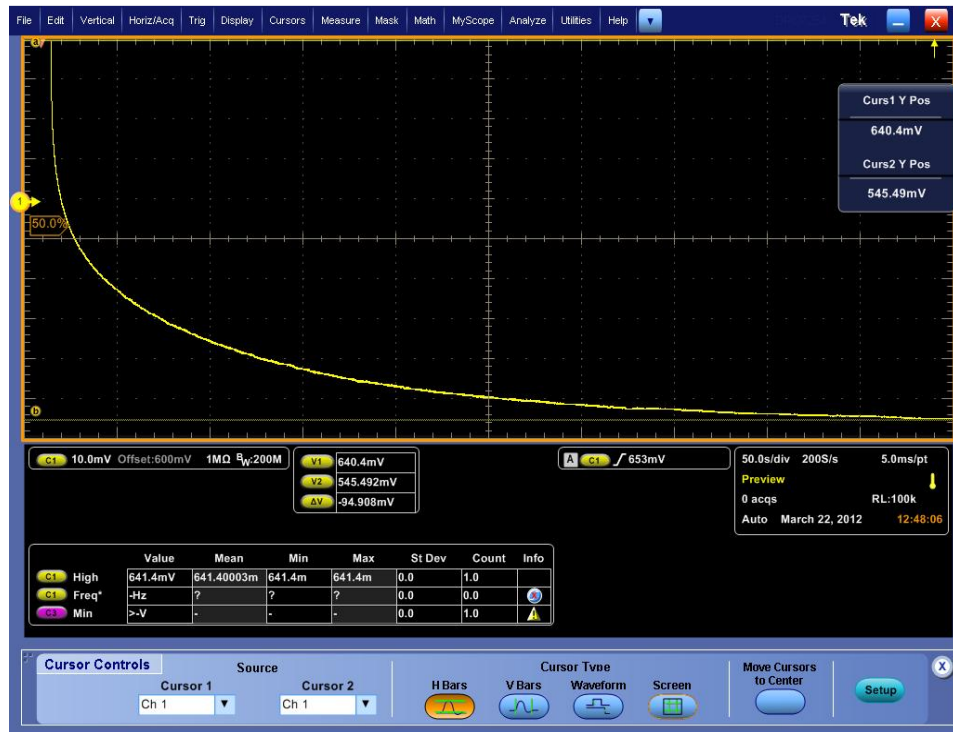 File Edit Vertical Horiz/Acq Trig Display Cursors Measure Mask Math MyScope Analyze Utilities Help Tek X
a
Curs1 Y Pos
640.4mV
Curs2 Y Pos
545.49mV
1
50.0%
b
C1 10.0mV Offset:600mV 1MΩ BW:200M
V1 640.4mV
V2 545.492mV
ΔV -94.908mV
A C1 653mV
50.0s/div 200S/s 5.0ms/pt
Preview
0 acqs RL:100k
Auto March 22, 2012 12:48:06
Value Mean Min Max St Dev Count Info
C1 High 641.4mV 641.40003m 641.4m 641.4m 0.0 1.0
C1 Freq* -Hz ? ? ? 0.0 0.0
C3 Min >-V - - - 0.0 1.0
Cursor Controls
Source
Cursor 1 Cursor 2
Ch 1 Ch 1
Cursor Type
H Bars V Bars Waveform Screen
Move Cursors
to Center
Setup
X